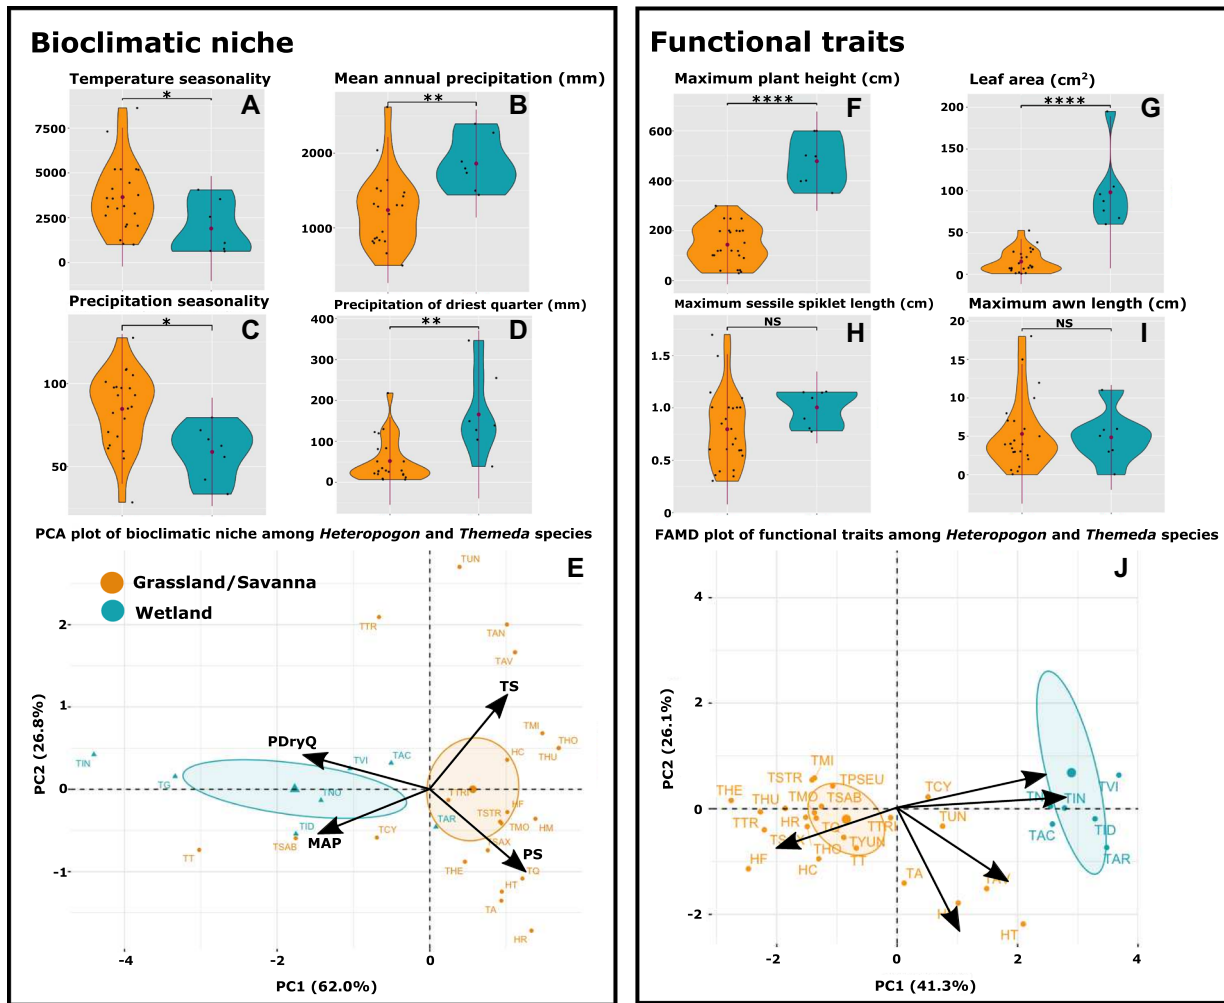 Bioclimatic niche
Temperature seasonality
*
A
7500
5000
2500
0
Mean annual precipitation (mm)
**
B
2000
1000
Precipitation seasonality
*
C
100
50
Precipitation of driest quarter (mm)
**
D
400
300
200
100
0
PCA plot of bioclimatic niche among Heteropogon and Themeda species
E
Grassland/Savanna
Wetland
TUN
TTR
TAN
TAV
TS
TMI
THO
THU
HC
PDryQ
TIN
TG
TVI
TAC
TNO
TTRI
HF
TSTR
TMO
HM
TAR
TID
MAP
TSAB
TCY
TT
SAX
PS
THE
TQ
HT
TA
HR
2
1
0
-1
-4
-2
0
PC2 (26.8%)
PC1 (62.0%)
Functional traits
Maximum plant height (cm)
****
F
600
400
200
0
Leaf area (cm²)
****
G
200
150
100
50
0
Maximum sessile spiklet length (cm)
NS
H
1.5
1.0
0.5
0
Maximum awn length (cm)
NS
I
20
15
10
5
0
FAMD plot of functional traits among Heteropogon and Themeda species
J
TMI
TSTR
TPSEU
THE
THU
TMO
TSAB
TCY
TIN
TVI
TTR
HR
TTRI
TUN
TAC
TID
TYUN
THO
TT
HF
HC
TAR
TA
HT
4
2
0
-2
-2
0
2
4
PC2 (26.1%)
PC1 (41.3%)